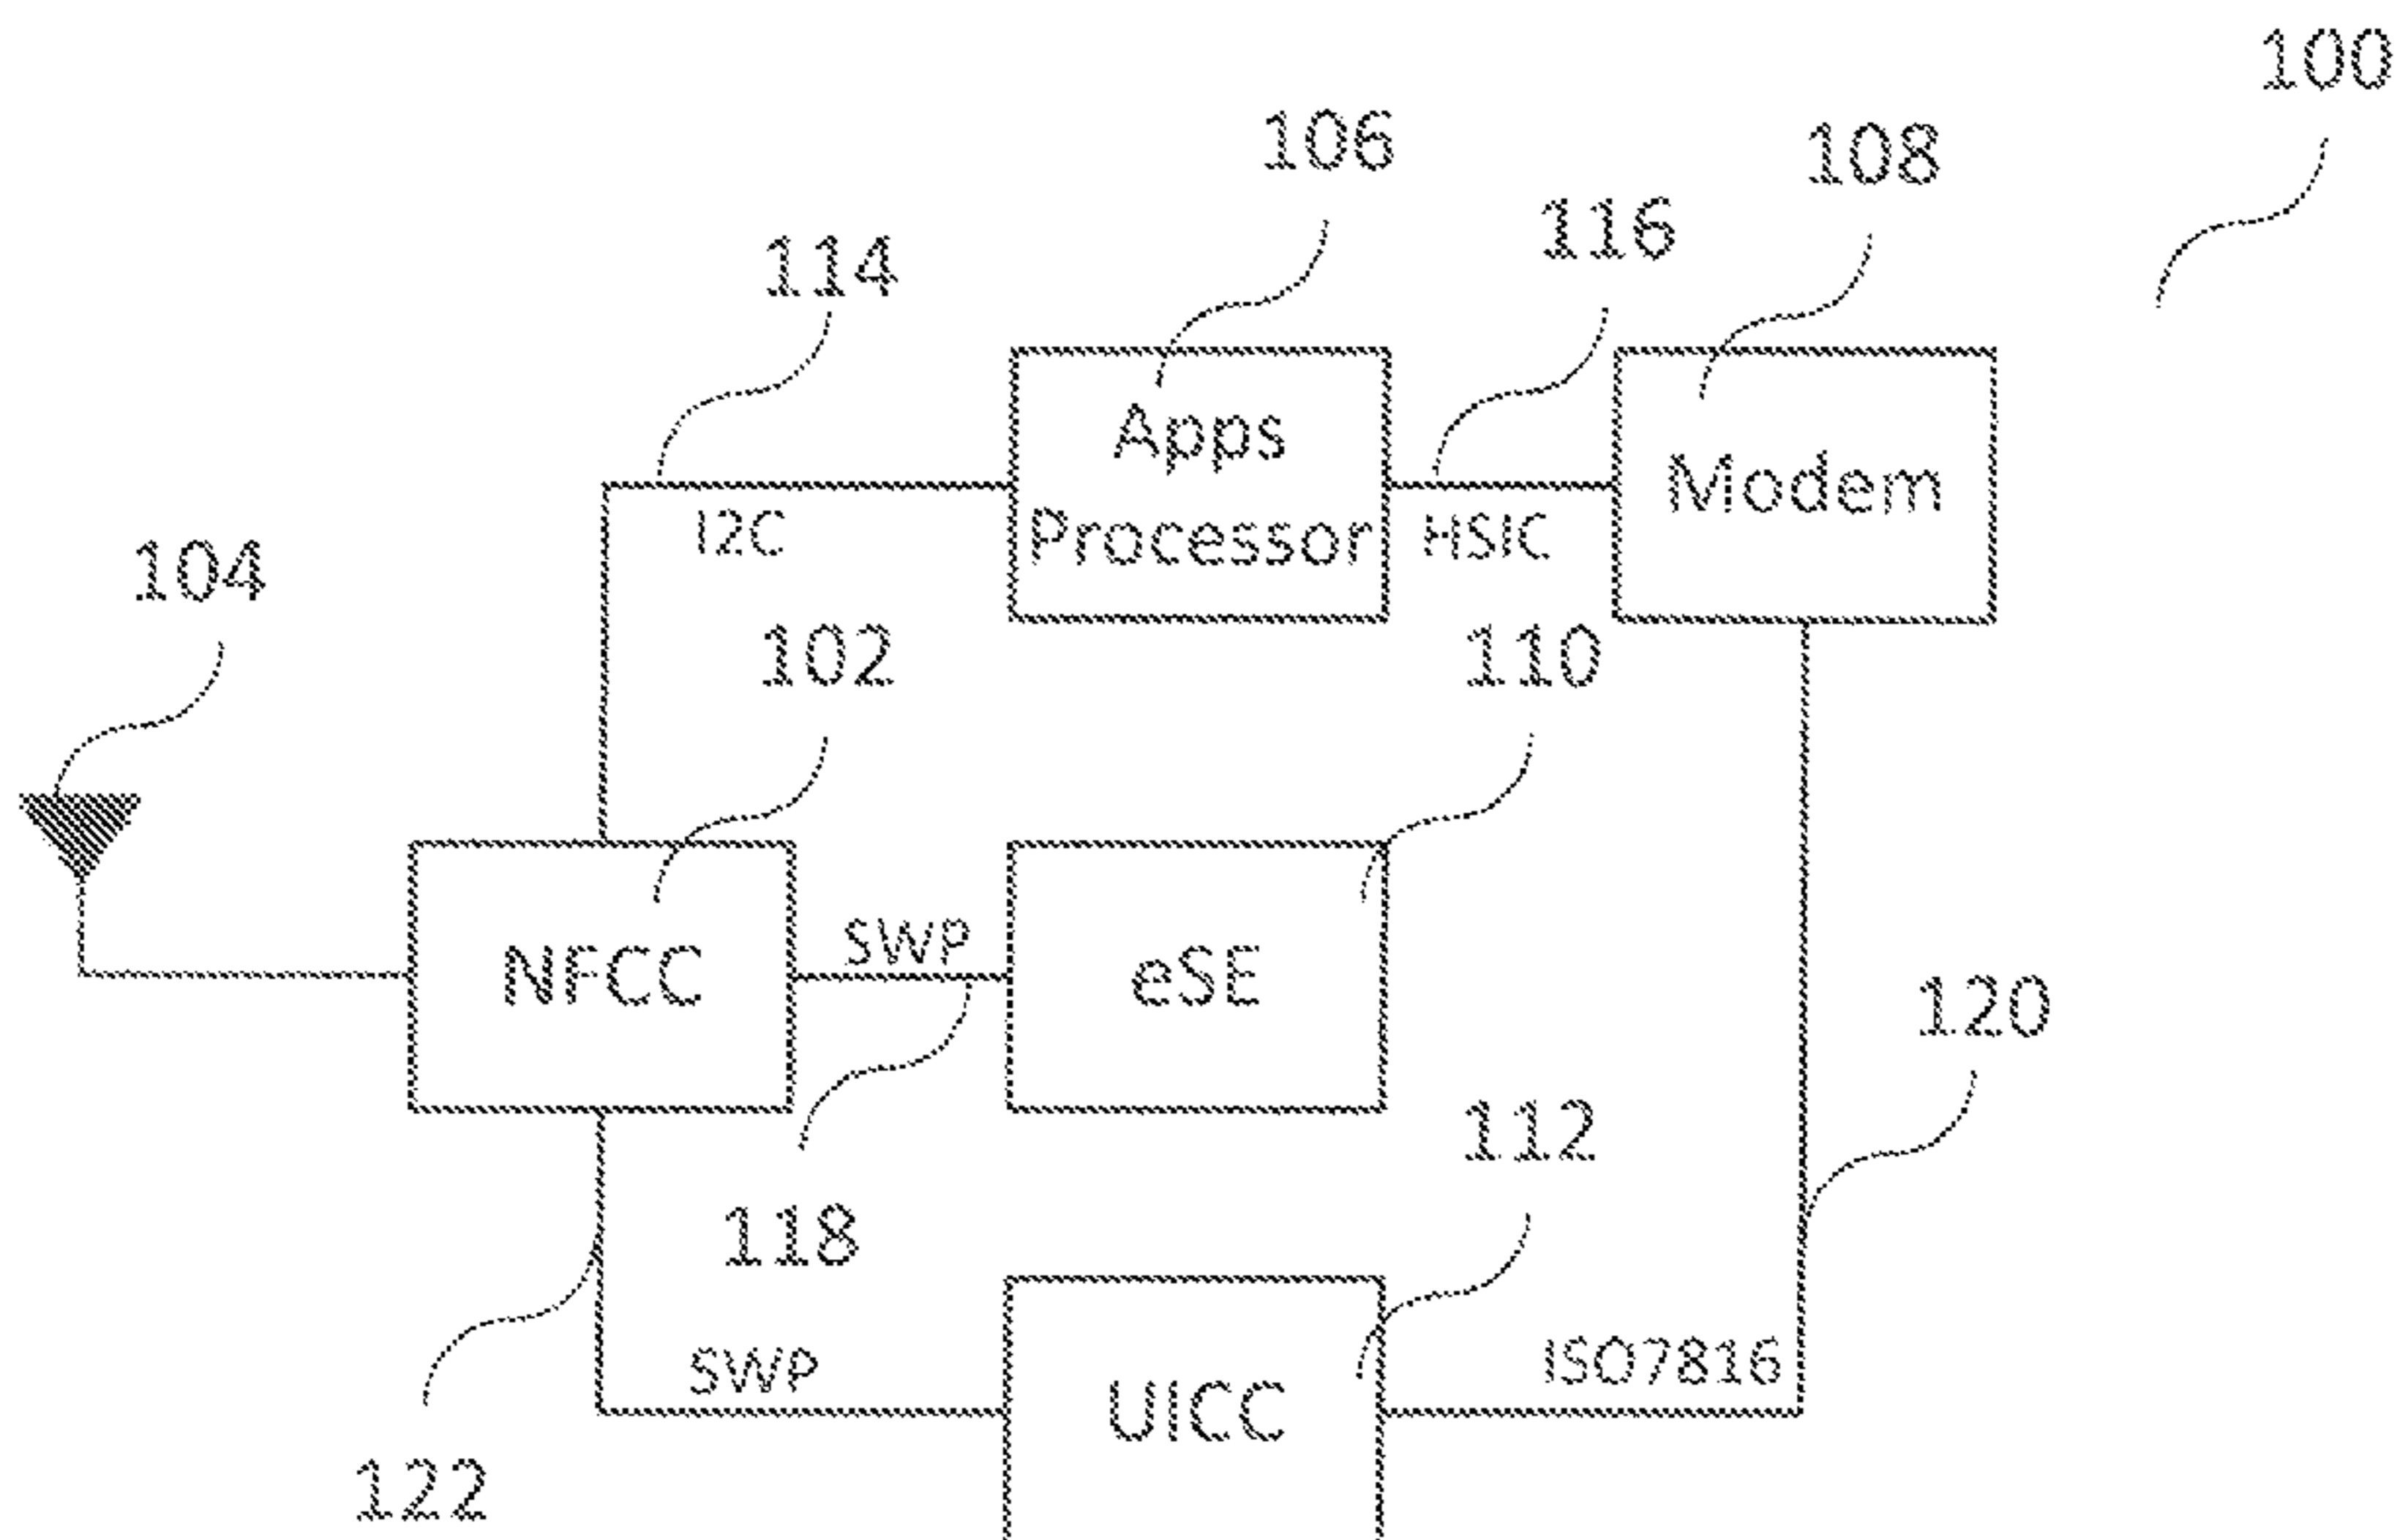 100
106
108
116
114
Apps
Processor
Modem
I2C
HSIC
104
102
110
SWP
NFCC
eSE
120
112
118
SWP
ISO7816
UICC
122